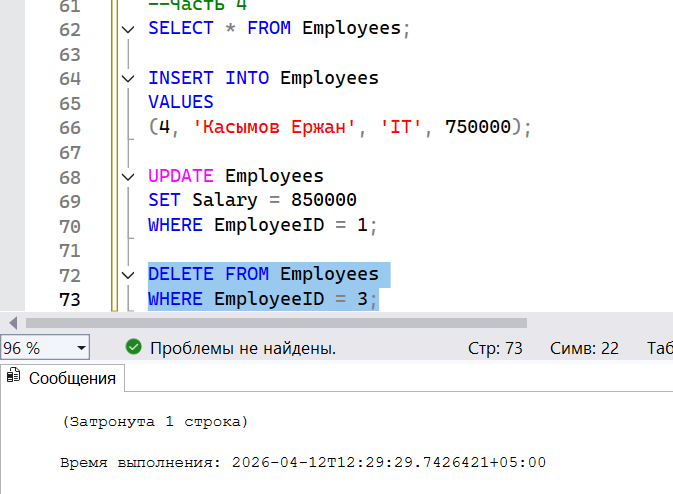 61 --Часть 4
62 SELECT * FROM Employees;
63
64 INSERT INTO Employees
65 VALUES
66 (4, 'Касымов Ержан', 'IT', 750000);
67
68 UPDATE Employees
69 SET Salary = 850000
70 WHERE EmployeeID = 1;
71
72 DELETE FROM Employees
73 WHERE EmployeeID = 3;
96 % Проблемы не найдены. Стр: 73 Симв: 22 Таб
Сообщения
(Затронута 1 строка)
Время выполнения: 2026-04-12T12:29:29.7426421+05:00